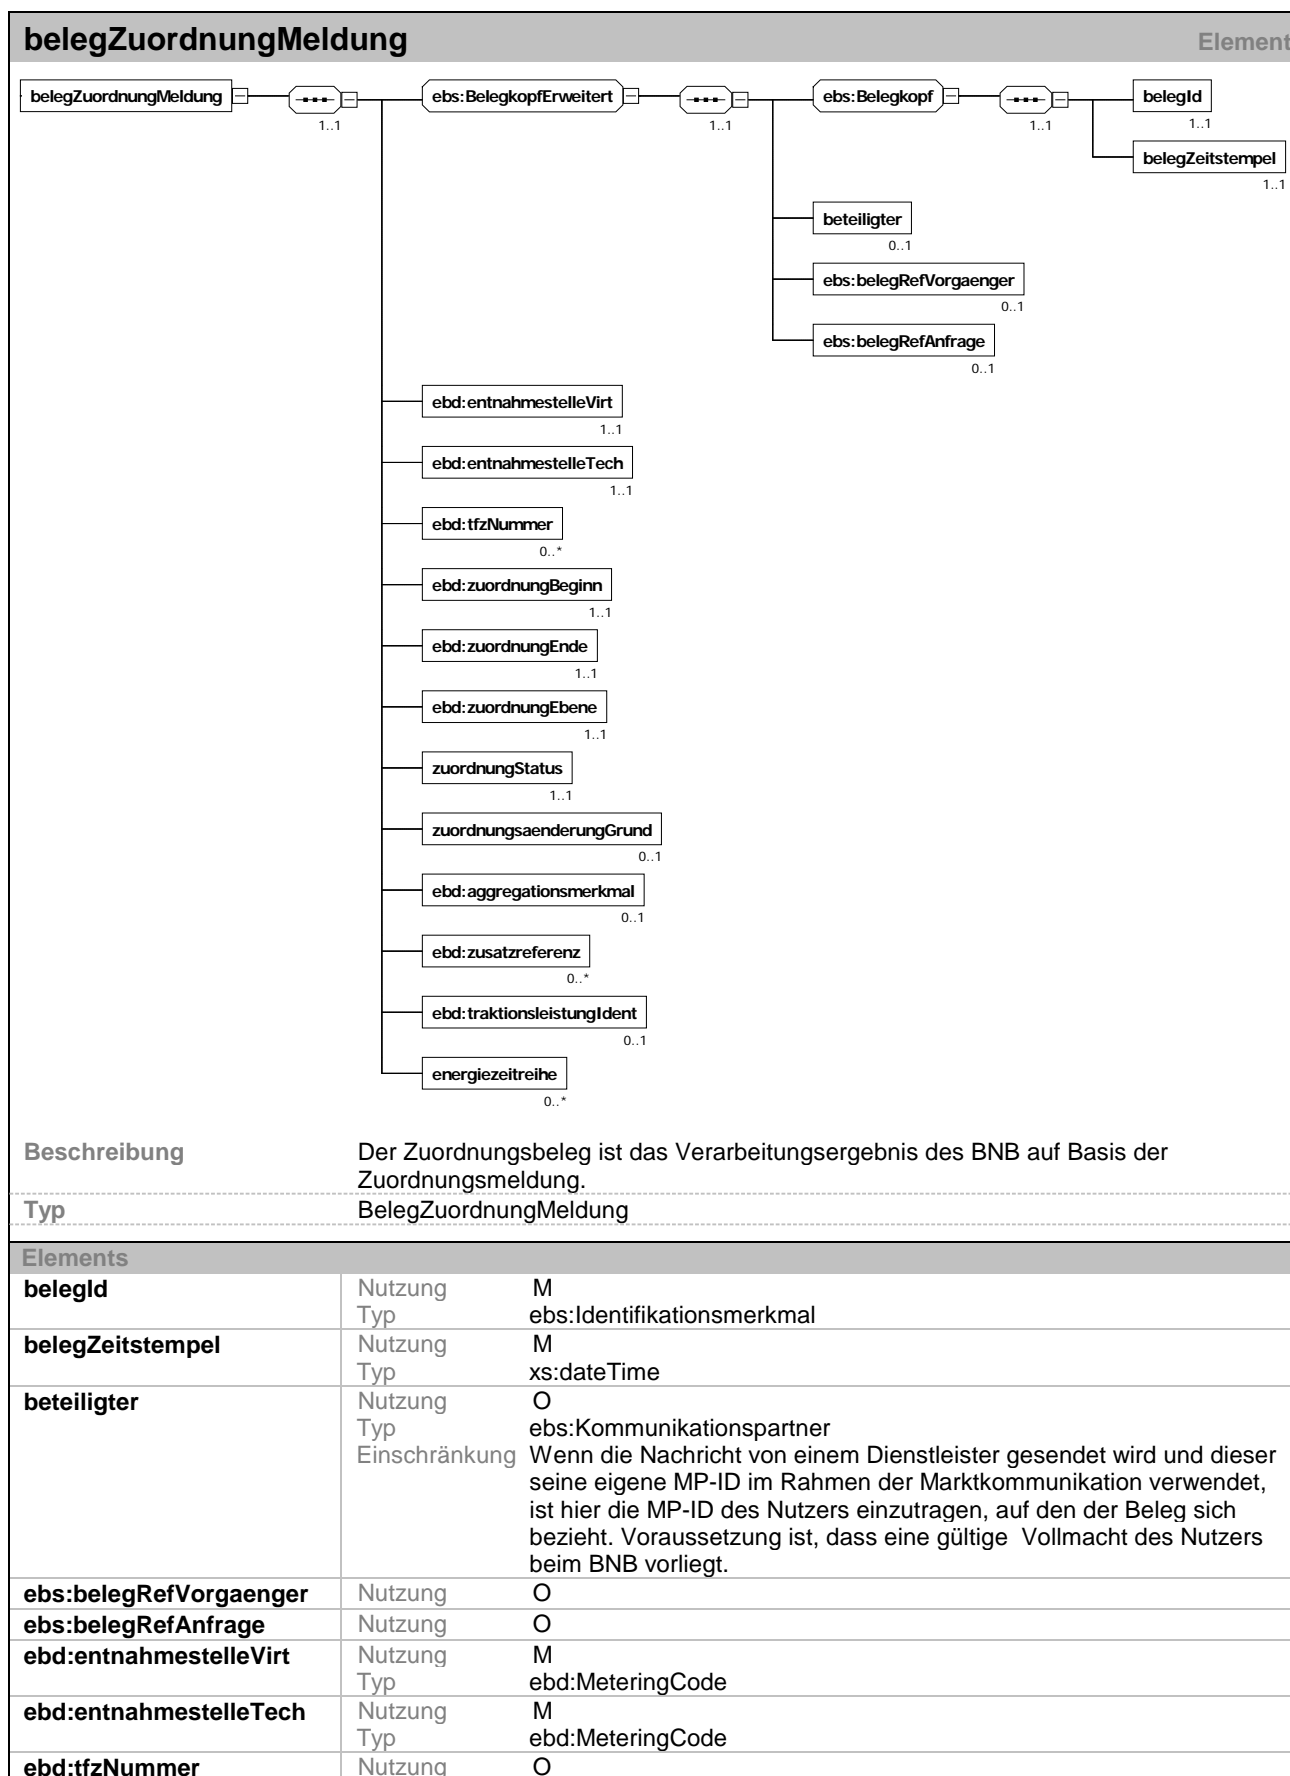 belegZuordnungMeldung Element
belegZuordnungMeldung 1..1 ebs:BelegkopfErweitert 1..1 ebs:Belegkopf 1..1 belegId
1..1
belegZeitstempel
1..1
beteiligter
0..1
ebs:belegRefVorgaenger
0..1
ebs:belegRefAnfrage
0..1
ebd:entnahmestelleVirt
1..1
ebd:entnahmestelleTech
1..1
ebd:tfzNummer
0..*
ebd:zuordnungBeginn
1..1
ebd:zuordnungEnde
1..1
ebd:zuordnungEbene
1..1
zuordnungStatus
1..1
zuordnungsaenderungGrund
0..1
ebd:aggregationsmerkmal
0..1
ebd:zusatzreferenz
0..*
ebd:traktionsleistungIdent
0..1
energiezeitreihe
0..*
Beschreibung Der Zuordnungsbeleg ist das Verarbeitungsergebnis des BNB auf Basis der
Zuordnungsmeldung.
Typ BelegZuordnungMeldung
Elements
belegId Nutzung M
Typ ebs:Identifikationsmerkmal
belegZeitstempel Nutzung M
Typ xs:dateTime
beteiligter Nutzung O
Typ ebs:Kommunikationspartner
Einschränkung Wenn die Nachricht von einem Dienstleister gesendet wird und dieser
seine eigene MP-ID im Rahmen der Marktkommunikation verwendet,
ist hier die MP-ID des Nutzers einzutragen, auf den der Beleg sich
bezieht. Voraussetzung ist, dass eine gültige Vollmacht des Nutzers
beim BNB vorliegt.
ebs:belegRefVorgaenger Nutzung O
ebs:belegRefAnfrage Nutzung O
ebd:entnahmestelleVirt Nutzung M
Typ ebd:MeteringCode
ebd:entnahmestelleTech Nutzung M
Typ ebd:MeteringCode
ebd:tfzNummer Nutzung O